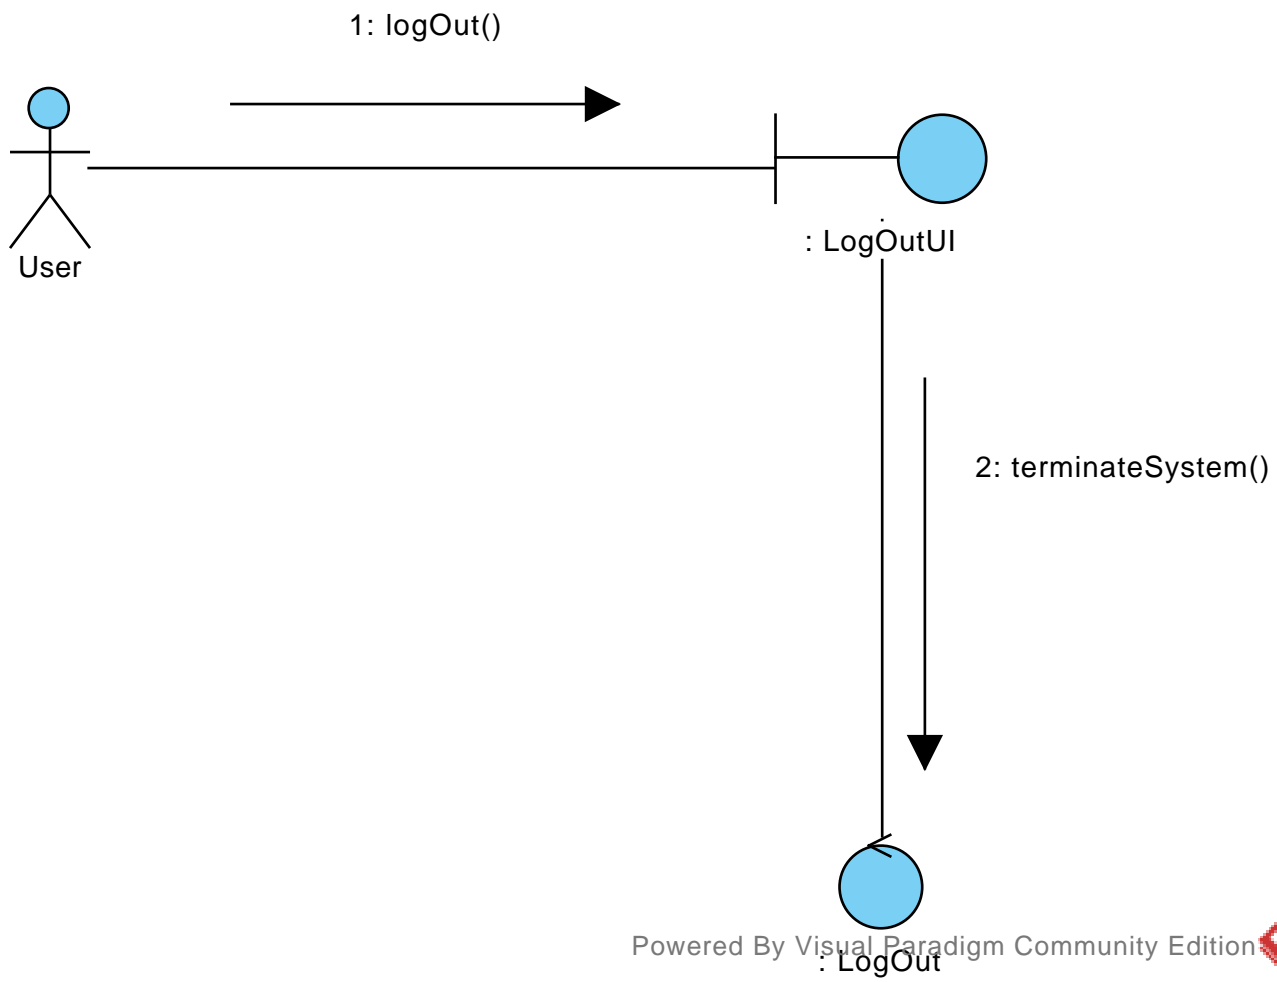 1: logOut()
: LogOutUI
User
2: terminateSystem()
Powered By Visual Paradigm Community Edition
: LogOut